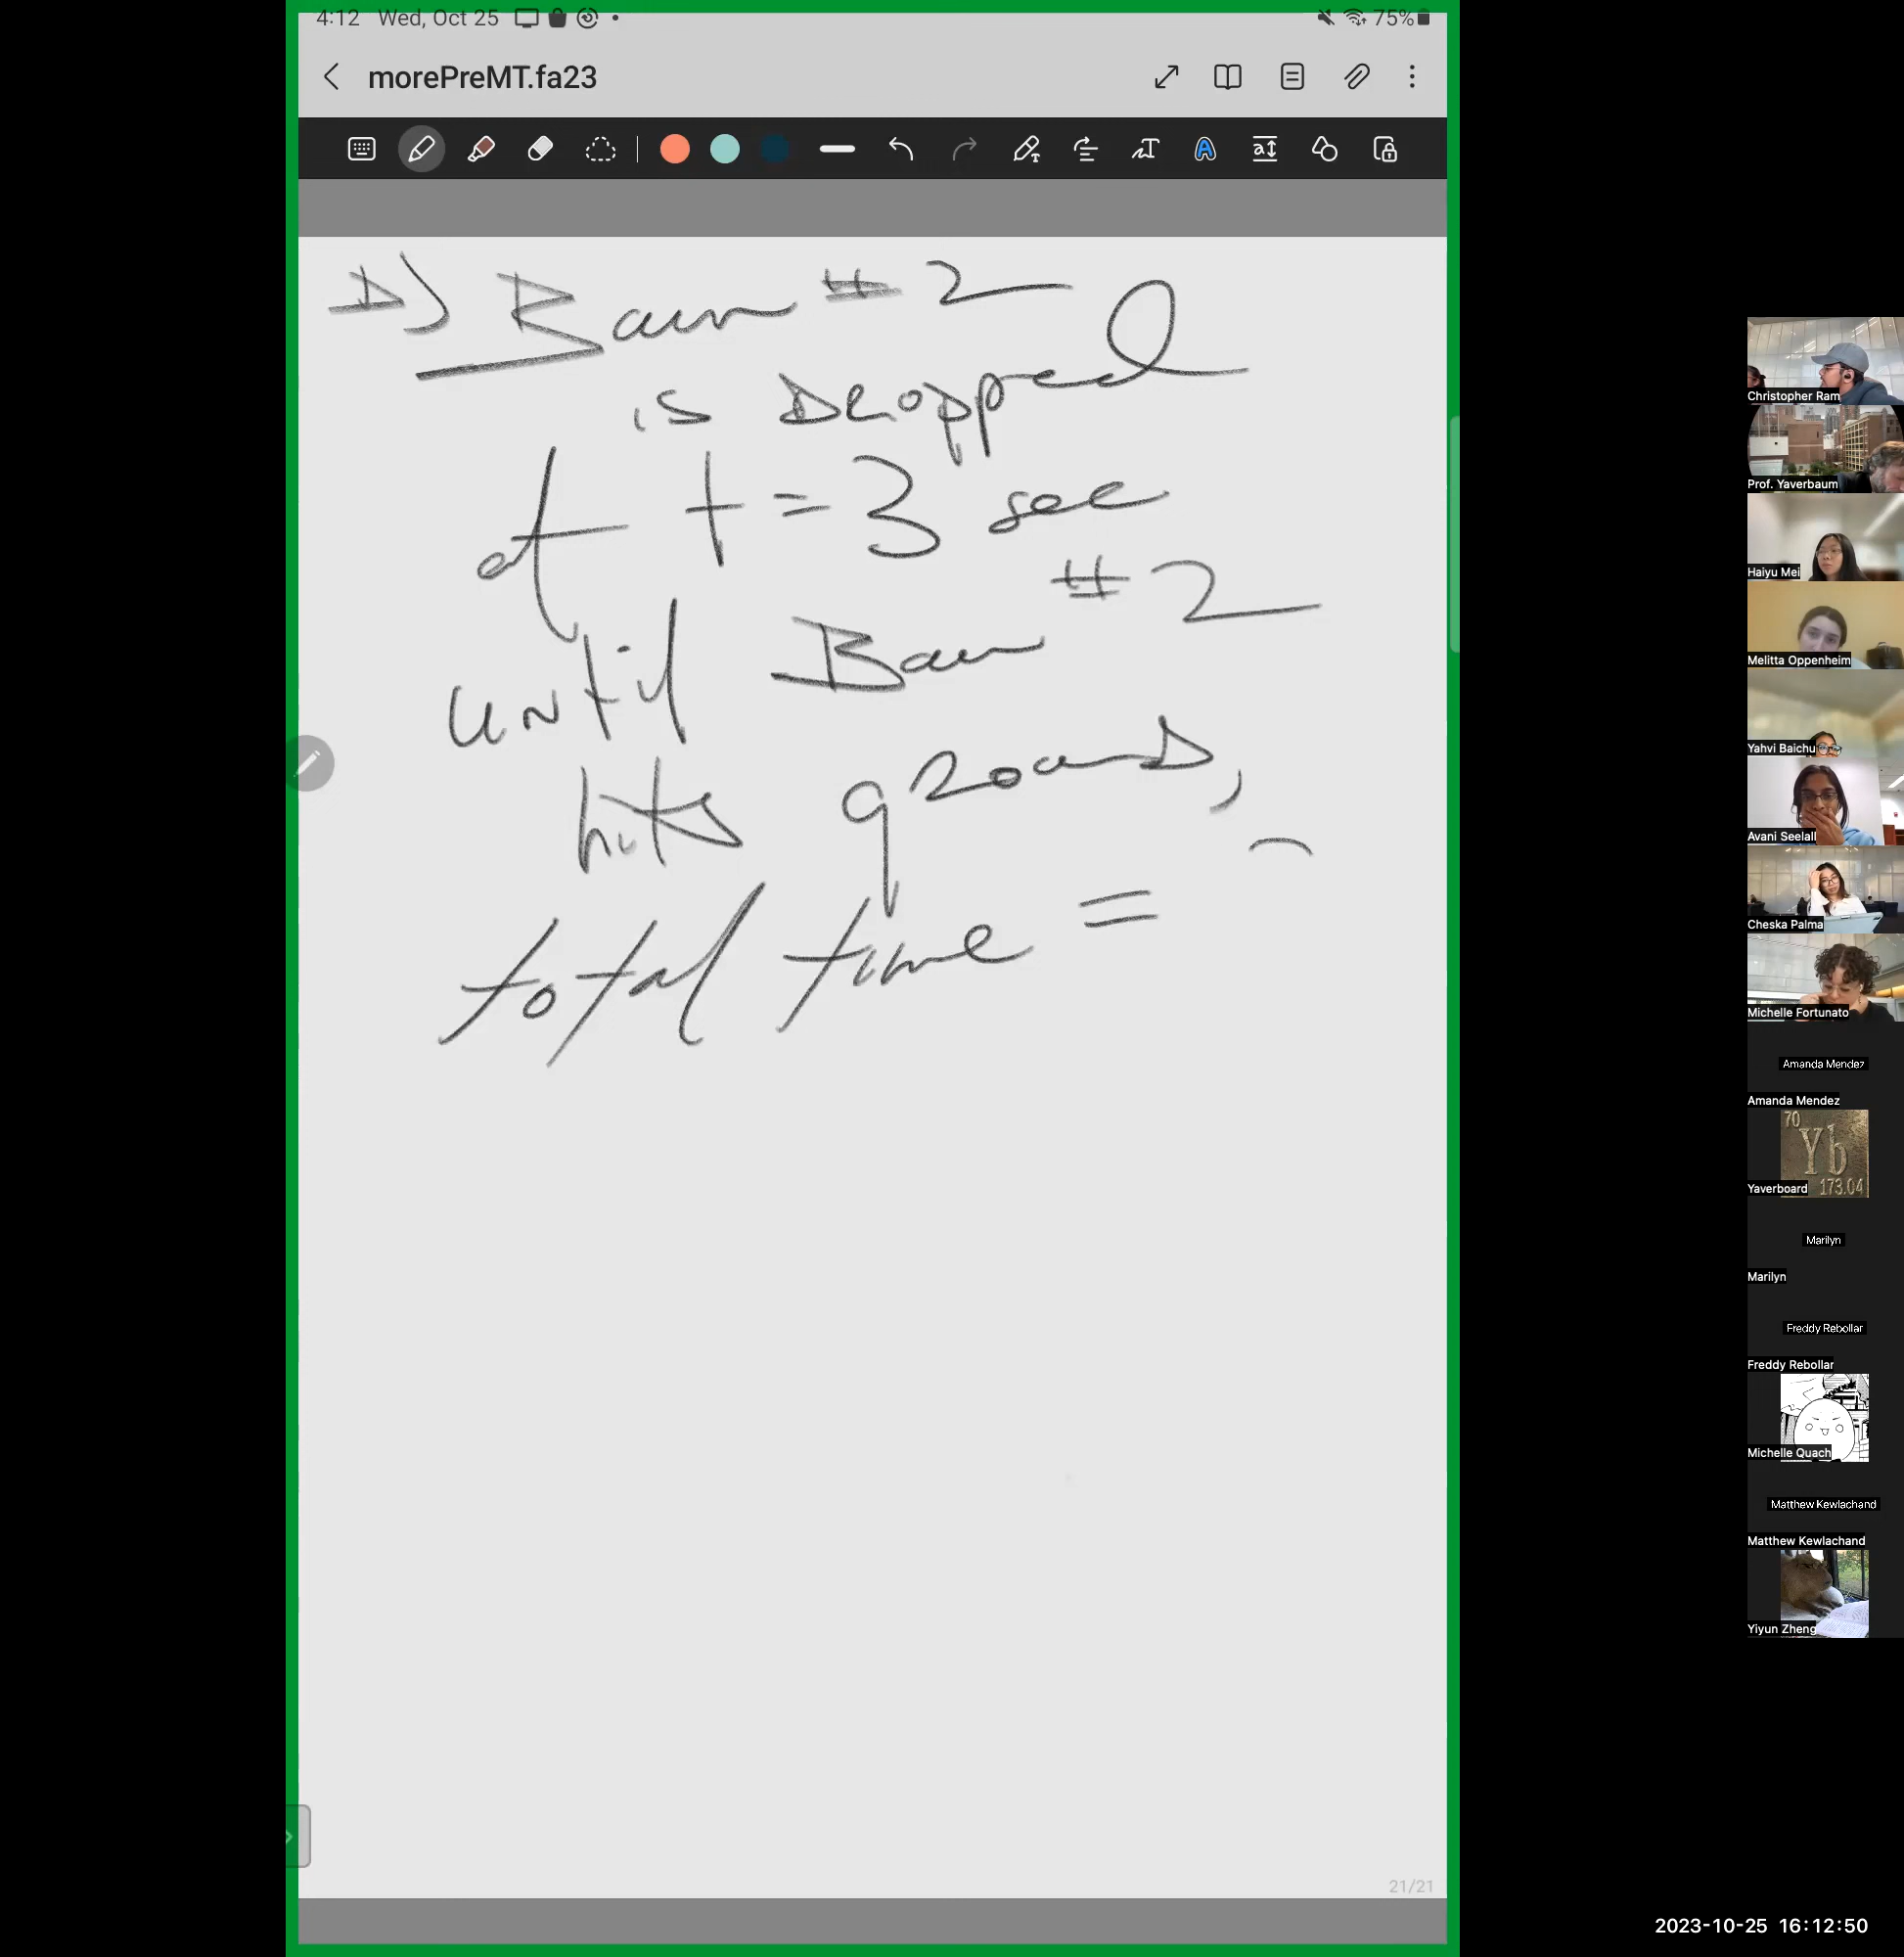 4:12 Wed, Oct 25
75%
morePreMT.fa23
D) Baum #2
is Dropped
at t = 3 sec
until Baum #2
hits ground,
total time =
21/21
Christopher Ram
Prof. Yaverbaum
Haiyu Mei
Melitta Oppenheim
Yahvi Baichu
Avani Seelall
Cheska Palma
Michelle Fortunato
Amanda Mendez
Amanda Mendez
70
Yb
173.04
Yaverboard
Marilyn
Marilyn
Freddy Rebollar
Freddy Rebollar
Michelle Quach
Matthew Kewlachand
Matthew Kewlachand
Yiyun Zheng
2023-10-25 16:12:50